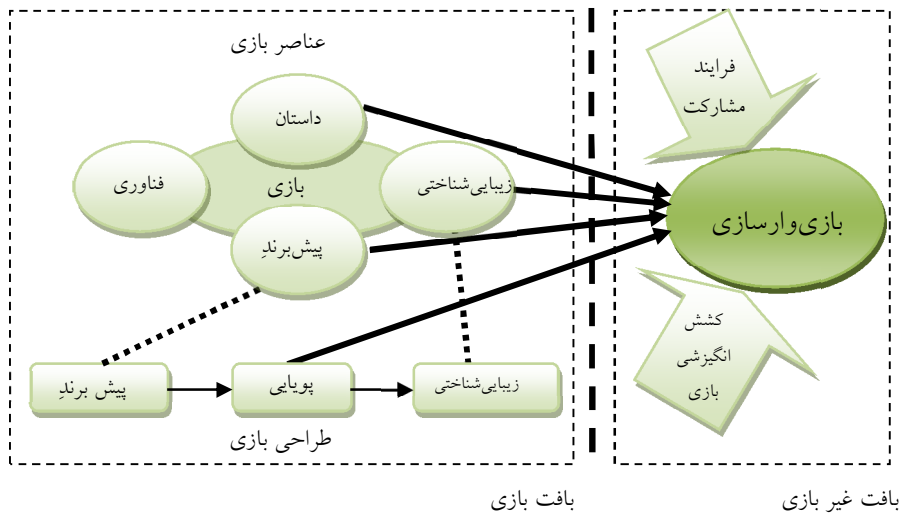 عناصر بازی
داستان
فناوری
بازی
زیبایی‌شناختی
پیش‌برندِ
پیش برندِ
پویایی
زیبایی‌شناختی
طراحی بازی
بافت بازی
فرایند
مشارکت
بازی‌وارسازی
کشش
انگیزشی
بازی
بافت غیر بازی